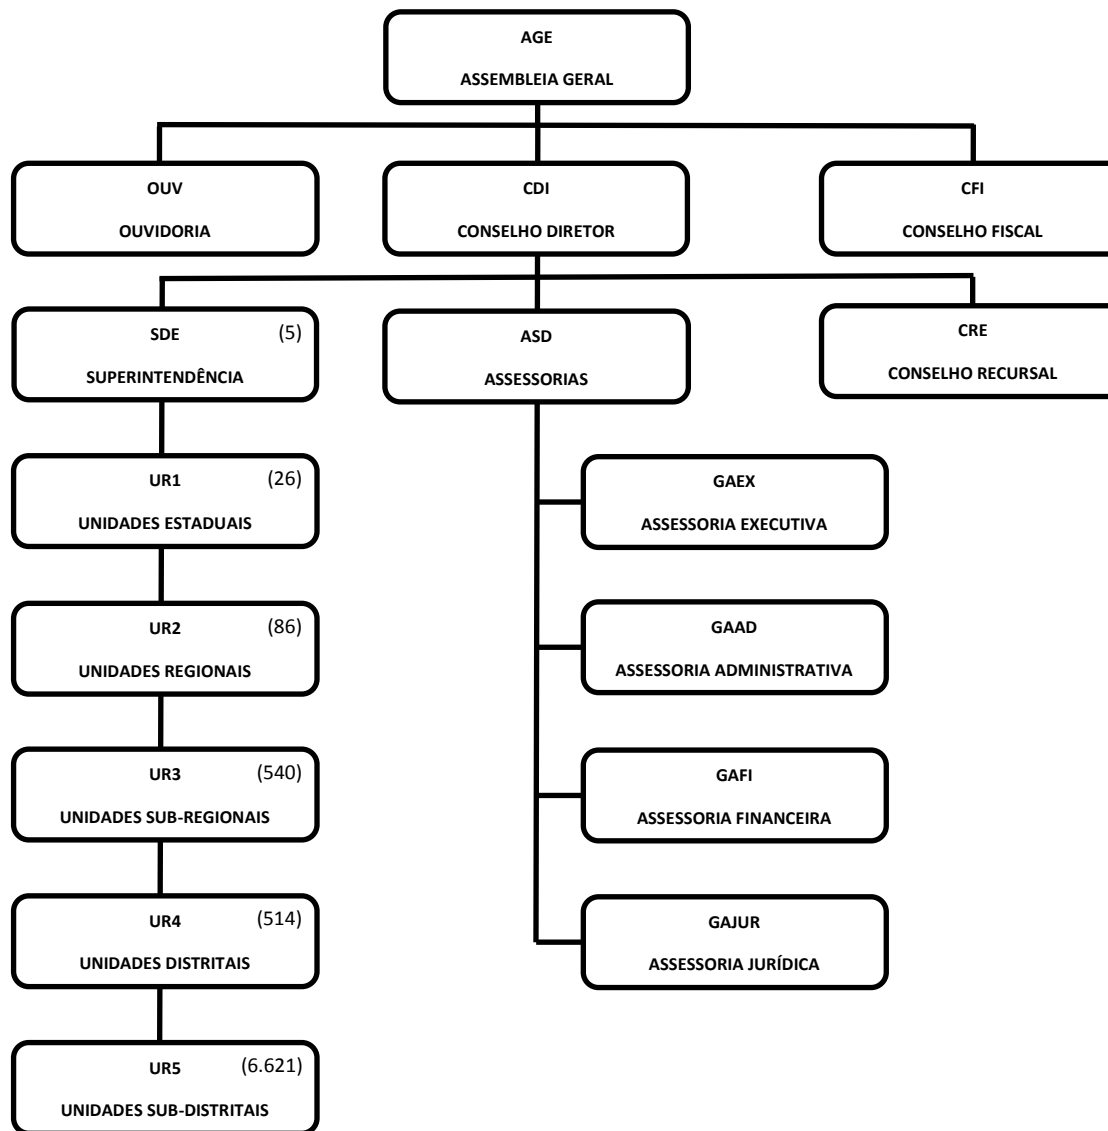 AGE
ASSEMBLEIA GERAL
OUV
OUVIDORIA
CDI
CONSELHO DIRETOR
CFI
CONSELHO FISCAL
SDE (5)
SUPERINTENDÊNCIA
ASD
ASSESSORIAS
CRE
CONSELHO RECURSAL
UR1 (26)
UNIDADES ESTADUAIS
GAEX
ASSESSORIA EXECUTIVA
UR2 (86)
UNIDADES REGIONAIS
GAAD
ASSESSORIA ADMINISTRATIVA
UR3 (540)
UNIDADES SUB-REGIONAIS
GAFI
ASSESSORIA FINANCEIRA
UR4 (514)
UNIDADES DISTRITAIS
GAJUR
ASSESSORIA JURÍDICA
UR5 (6.621)
UNIDADES SUB-DISTRITAIS